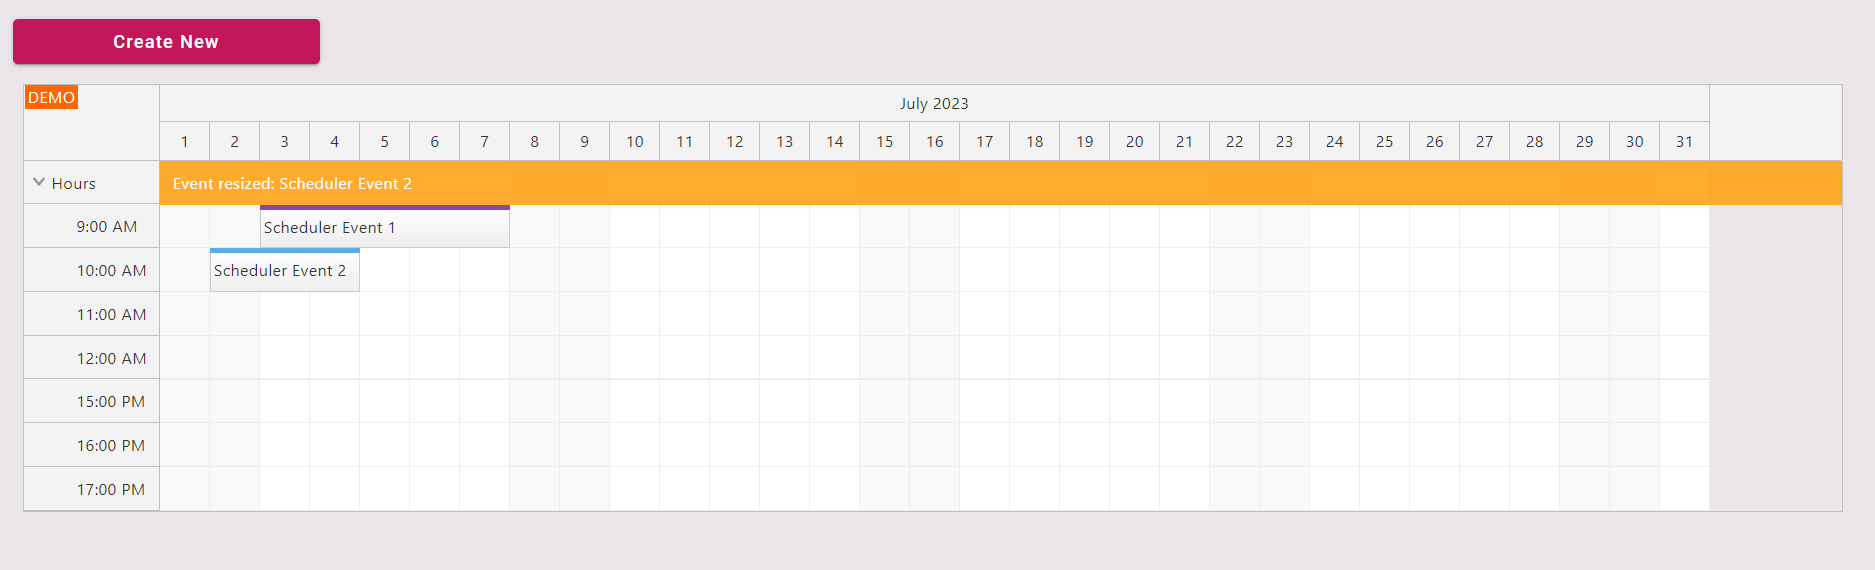 Create New
DEMO
July 2023
1 2 3 4 5 6 7 8 9 10 11 12 13 14 15 16 17 18 19 20 21 22 23 24 25 26 27 28 29 30 31
Hours
Event resized: Scheduler Event 2
9:00 AM
Scheduler Event 1
10:00 AM
Scheduler Event 2
11:00 AM
12:00 AM
15:00 PM
16:00 PM
17:00 PM